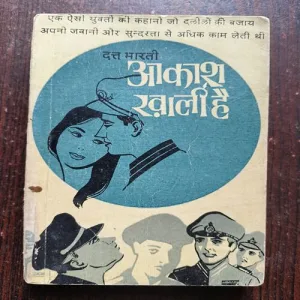 एक ऐसी युवती की कहानी जो दलीलों की बजाय
अपनी जवानी और सुन्दरता से अधिक काम लेती थी
दत्त भारती
आकाश
खाली है